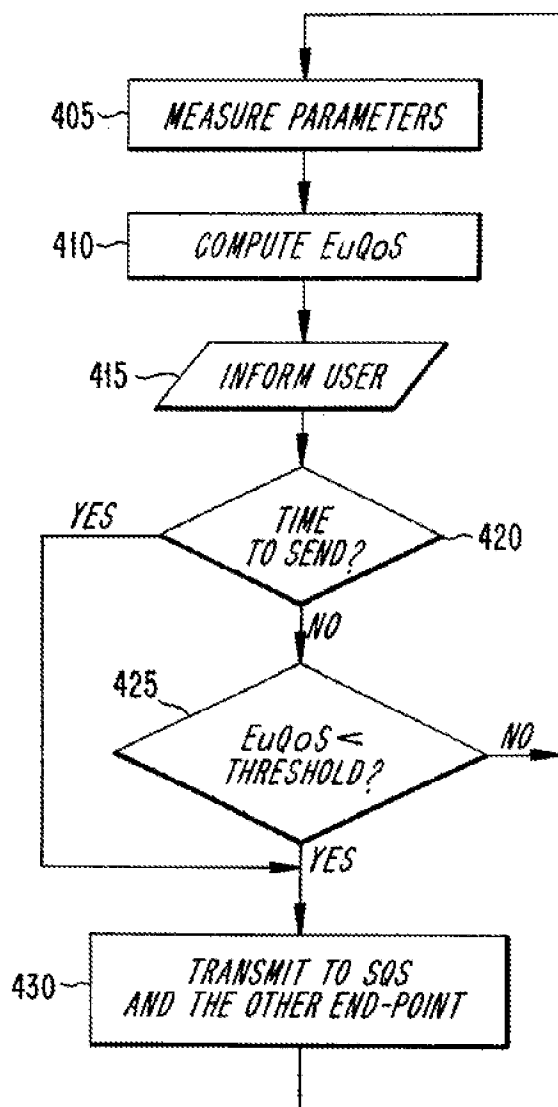 405
MEASURE PARAMETERS
410
COMPUTE EuQoS
415
INFORM USER
YES
TIME
TO SEND?
420
NO
425
EuQoS <
THRESHOLD?
NO
YES
430
TRANSMIT TO SQS
AND THE OTHER END-POINT